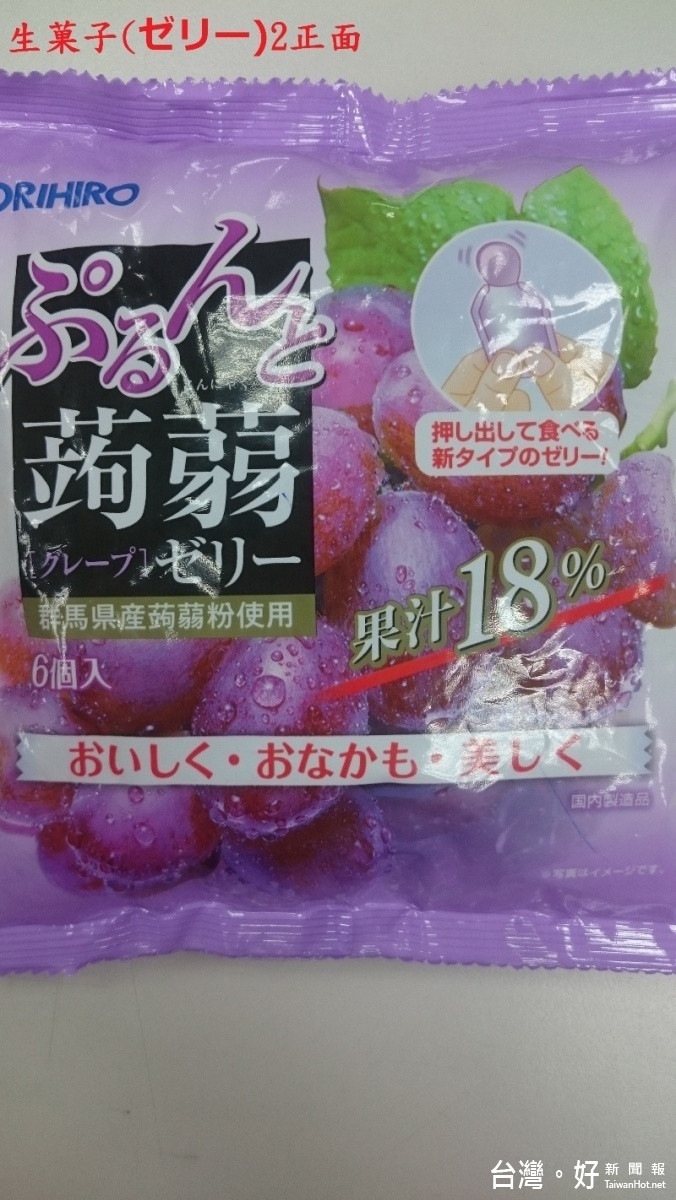 生菓子(ゼリー)2正面
ORIHIRO
ぷるんと
蒟蒻
[グレープ]ゼリー
群馬県産蒟蒻粉使用
6個入
押し出して食べる
新タイプのゼリー!
果汁18%
おいしく・おなかも・美しく
国内製造品
※写真はイメージです。
台灣。好新聞報
TaiwanHot.net